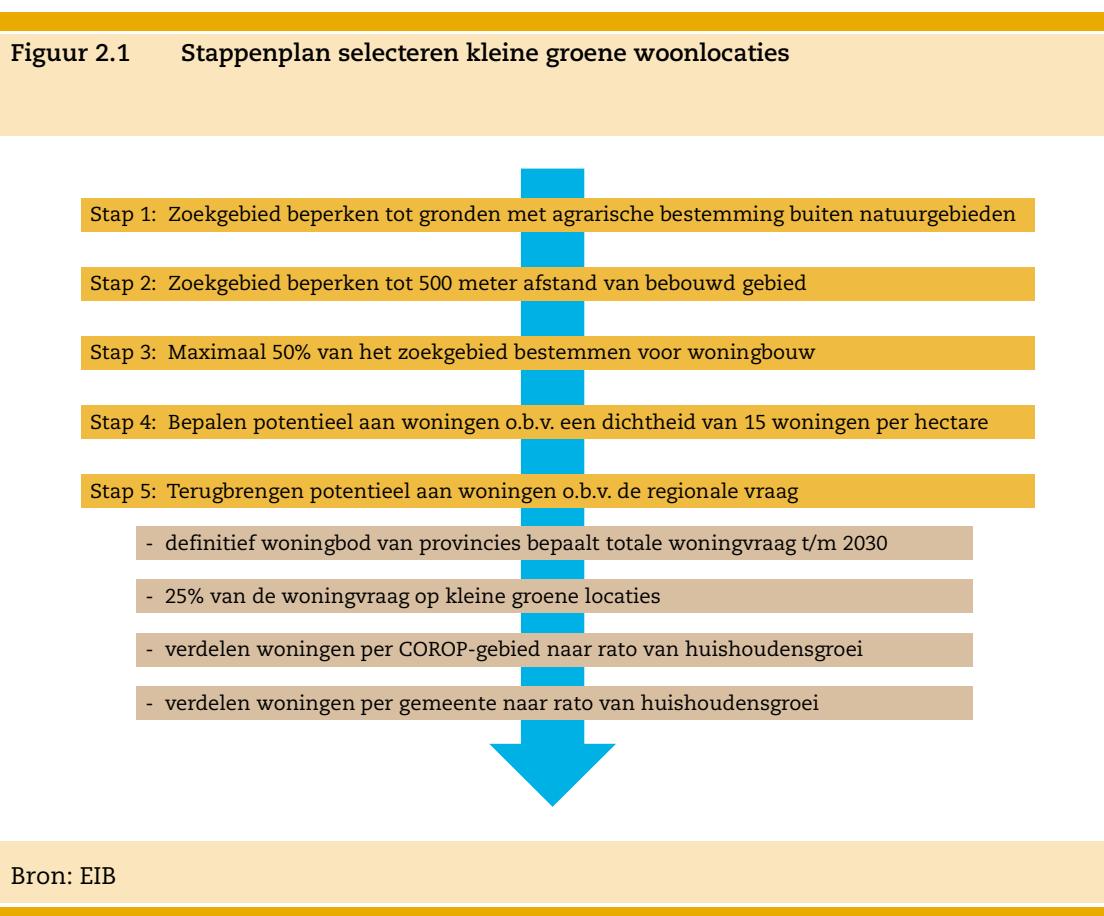 Figuur 2.1 Stappenplan selecteren kleine groene woonlocaties
Stap 1: Zoekgebied beperken tot gronden met agrarische bestemming buiten natuurgebieden
Stap 2: Zoekgebied beperken tot 500 meter afstand van bebouwd gebied
Stap 3: Maximaal 50% van het zoekgebied bestemmen voor woningbouw
Stap 4: Bepalen potentieel aan woningen o.b.v. een dichtheid van 15 woningen per hectare
Stap 5: Terugbrengen potentieel aan woningen o.b.v. de regionale vraag
- definitief woningbod van provincies bepaalt totale woningvraag t/m 2030
- 25% van de woningvraag op kleine groene locaties
- verdelen woningen per COROP-gebied naar rato van huishoudensgroei
- verdelen woningen per gemeente naar rato van huishoudensgroei
Bron: EIB